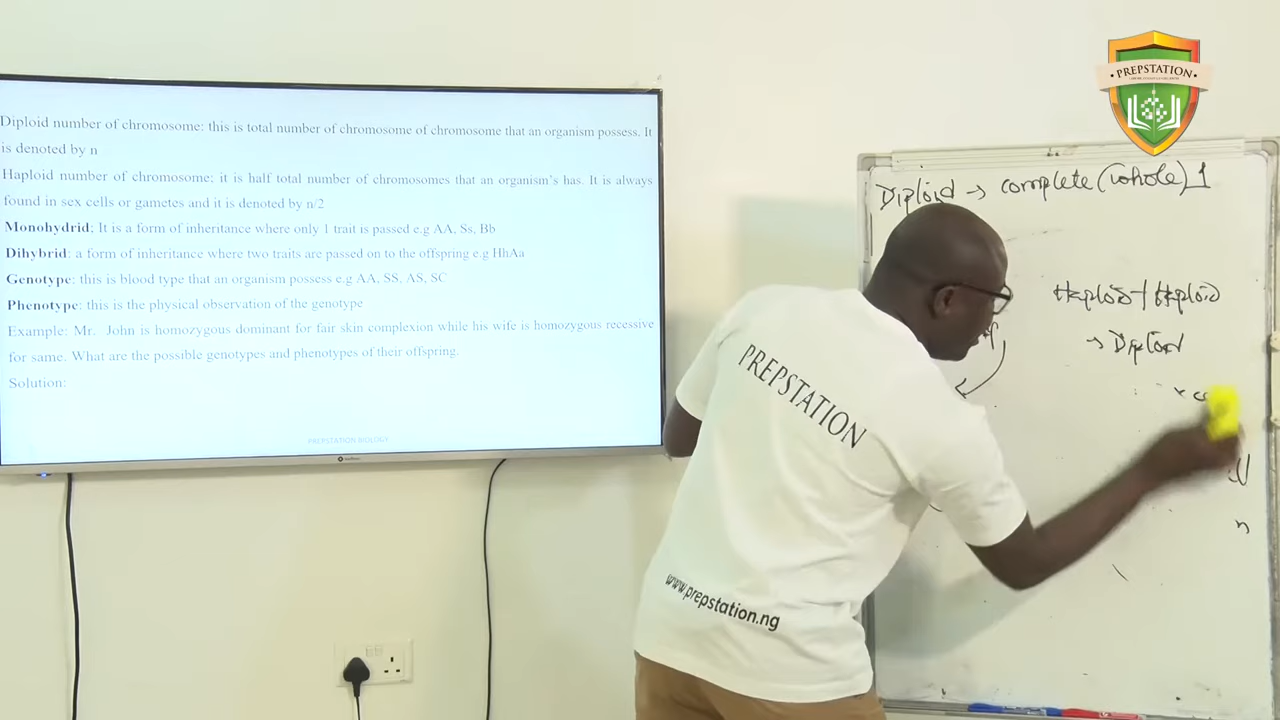 Diploid number of chromosome: this is total number of chromosome of chromosome that an organism possess. It
is denoted by n
Haploid number of chromosome: it is half total number of chromosomes that an organism's has. It is always
found in sex cells or gametes and it is denoted by n/2
Monohydrid: It is a form of inheritance where only 1 trait is passed e.g AA, Ss, Bb
Dihybrid: a form of inheritance where two traits are passed on to the offspring e.g HhAa
Genotype: this is blood type that an organism possess e.g AA, SS, AS, SC
Phenotype: this is the physical observation of the genotype
Example: Mr. John is homozygous dominant for fair skin complexion while his wife is homozygous recessive
for same. What are the possible genotypes and phenotypes of their offspring.
Solution:
PREPSTATION BIOLOGY
PREPSTATION
www.prepstation.ng
PREPSTATION
Diploid → complete (whole) 1
Haploid + Haploid
→ Diploid
n